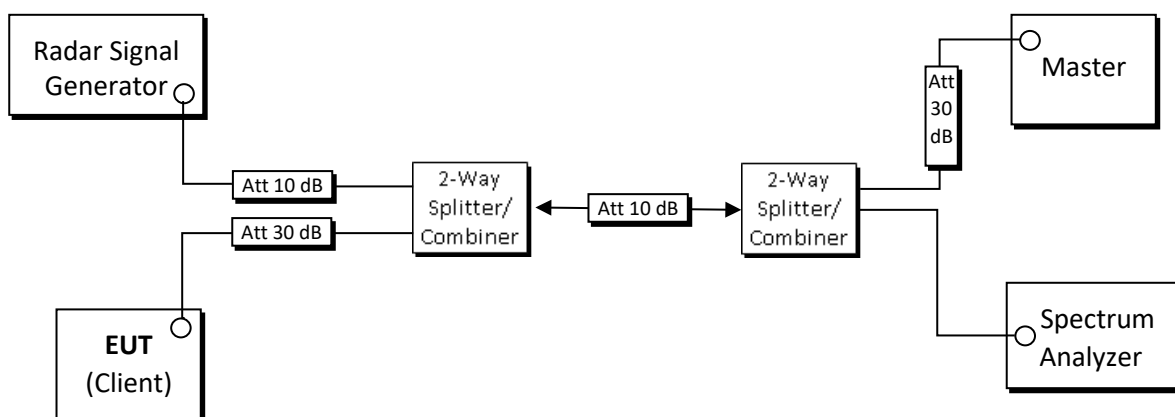 Radar Signal
Generator
Att 10 dB
Att 30 dB
EUT
(Client)
2-Way
Splitter/
Combiner
Att 10 dB
2-Way
Splitter/
Combiner
Att
30
dB
Master
Spectrum
Analyzer